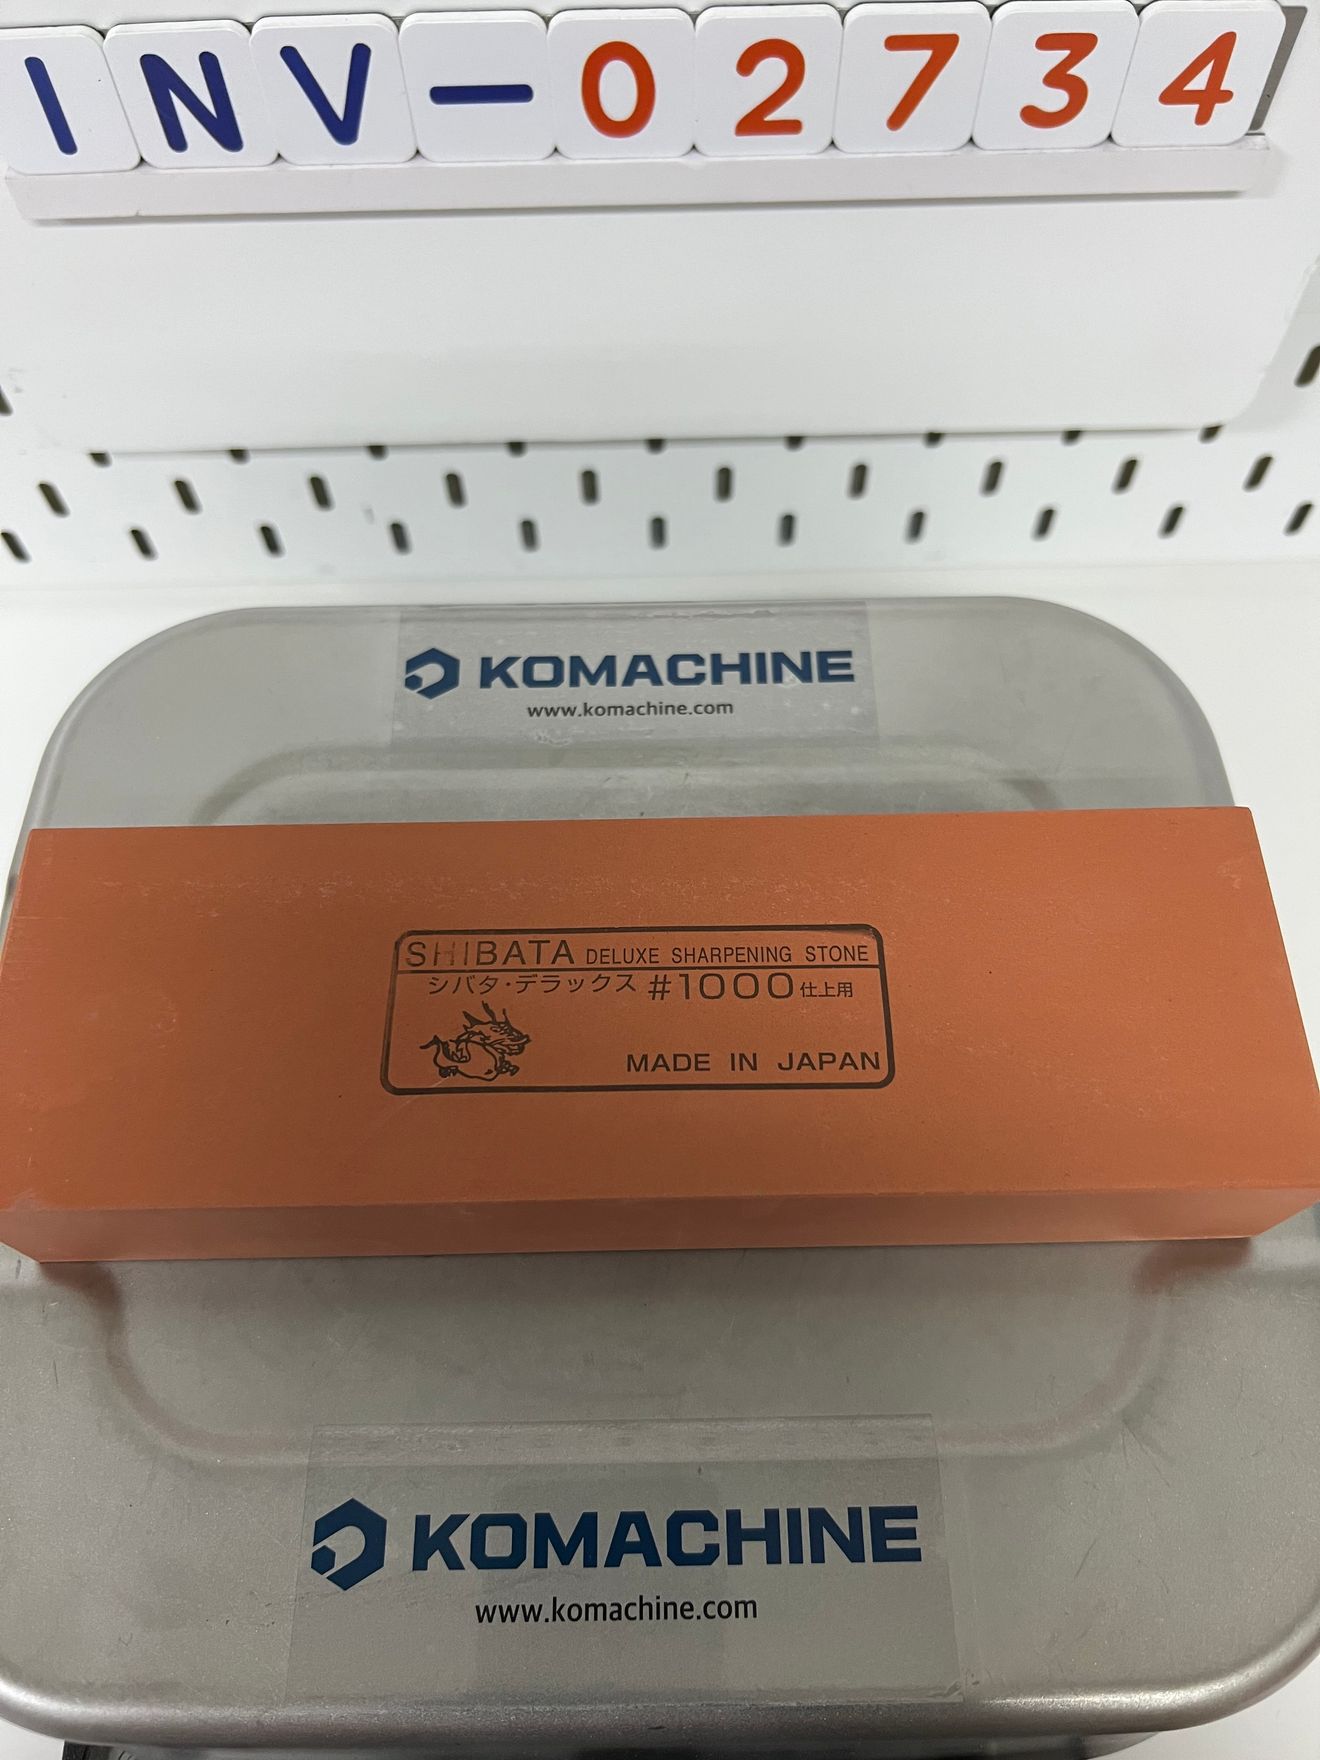 INV-02734
KOMACHINE
www.komachine.com
SHIBATA DELUXE SHARPENING STONE
シバタ・デラックス #1000 仕上用
MADE IN JAPAN
KOMACHINE
www.komachine.com